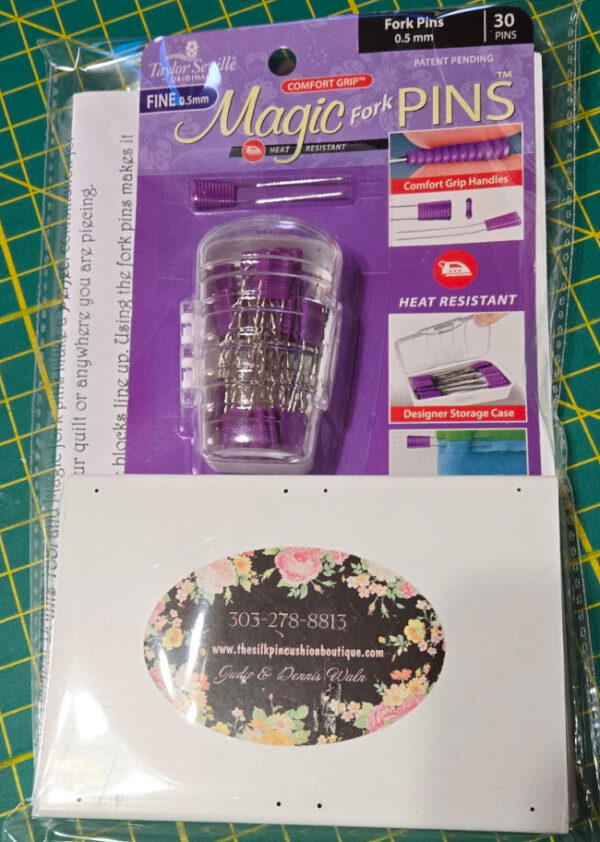 Fork Pins
0.5 mm
30
PINS
PATENT PENDING
Taylor Seville
ORIGINALS
COMFORT GRIP™
FINE 0.5mm
Magic Fork PINS™
HEAT RESISTANT
Comfort Grip Handles
HEAT RESISTANT
Designer Storage Case
ur quilt or anywhere you are piecing.
blocks line up. Using the fork pins makes it
303-278-8813
www.thesilkpincushionboutique.com
Judy & Dennis Waln